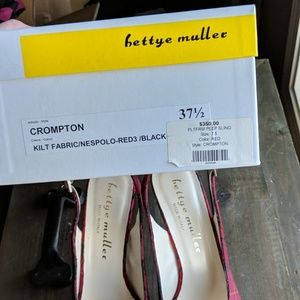 bettye muller
CROMPTON
KILT FABRIC/NESPOLO-RED3 /BLACK
37½
$350.00
PLTFRM PEEP SLING
Size: 7.5
Color: RED
Style: CROMPTON
bettye muller
bettye muller